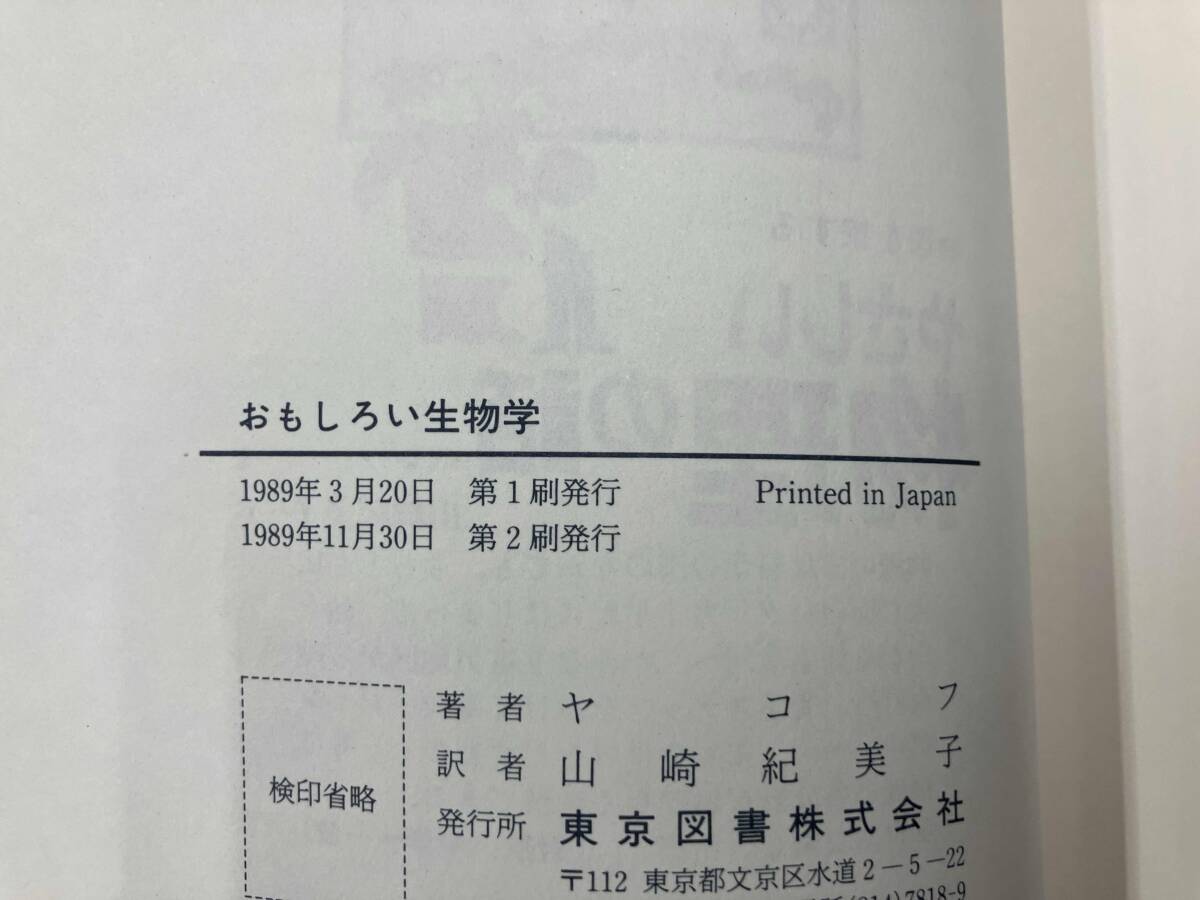 おもしろい生物学
1989年3月20日 第1刷発行 Printed in Japan
1989年11月30日 第2刷発行
著者 ヤコフ
訳者 山崎紀美子
検印省略
発行所 東京図書株式会社
〒112 東京都文京区水道2-5-22
7818-9